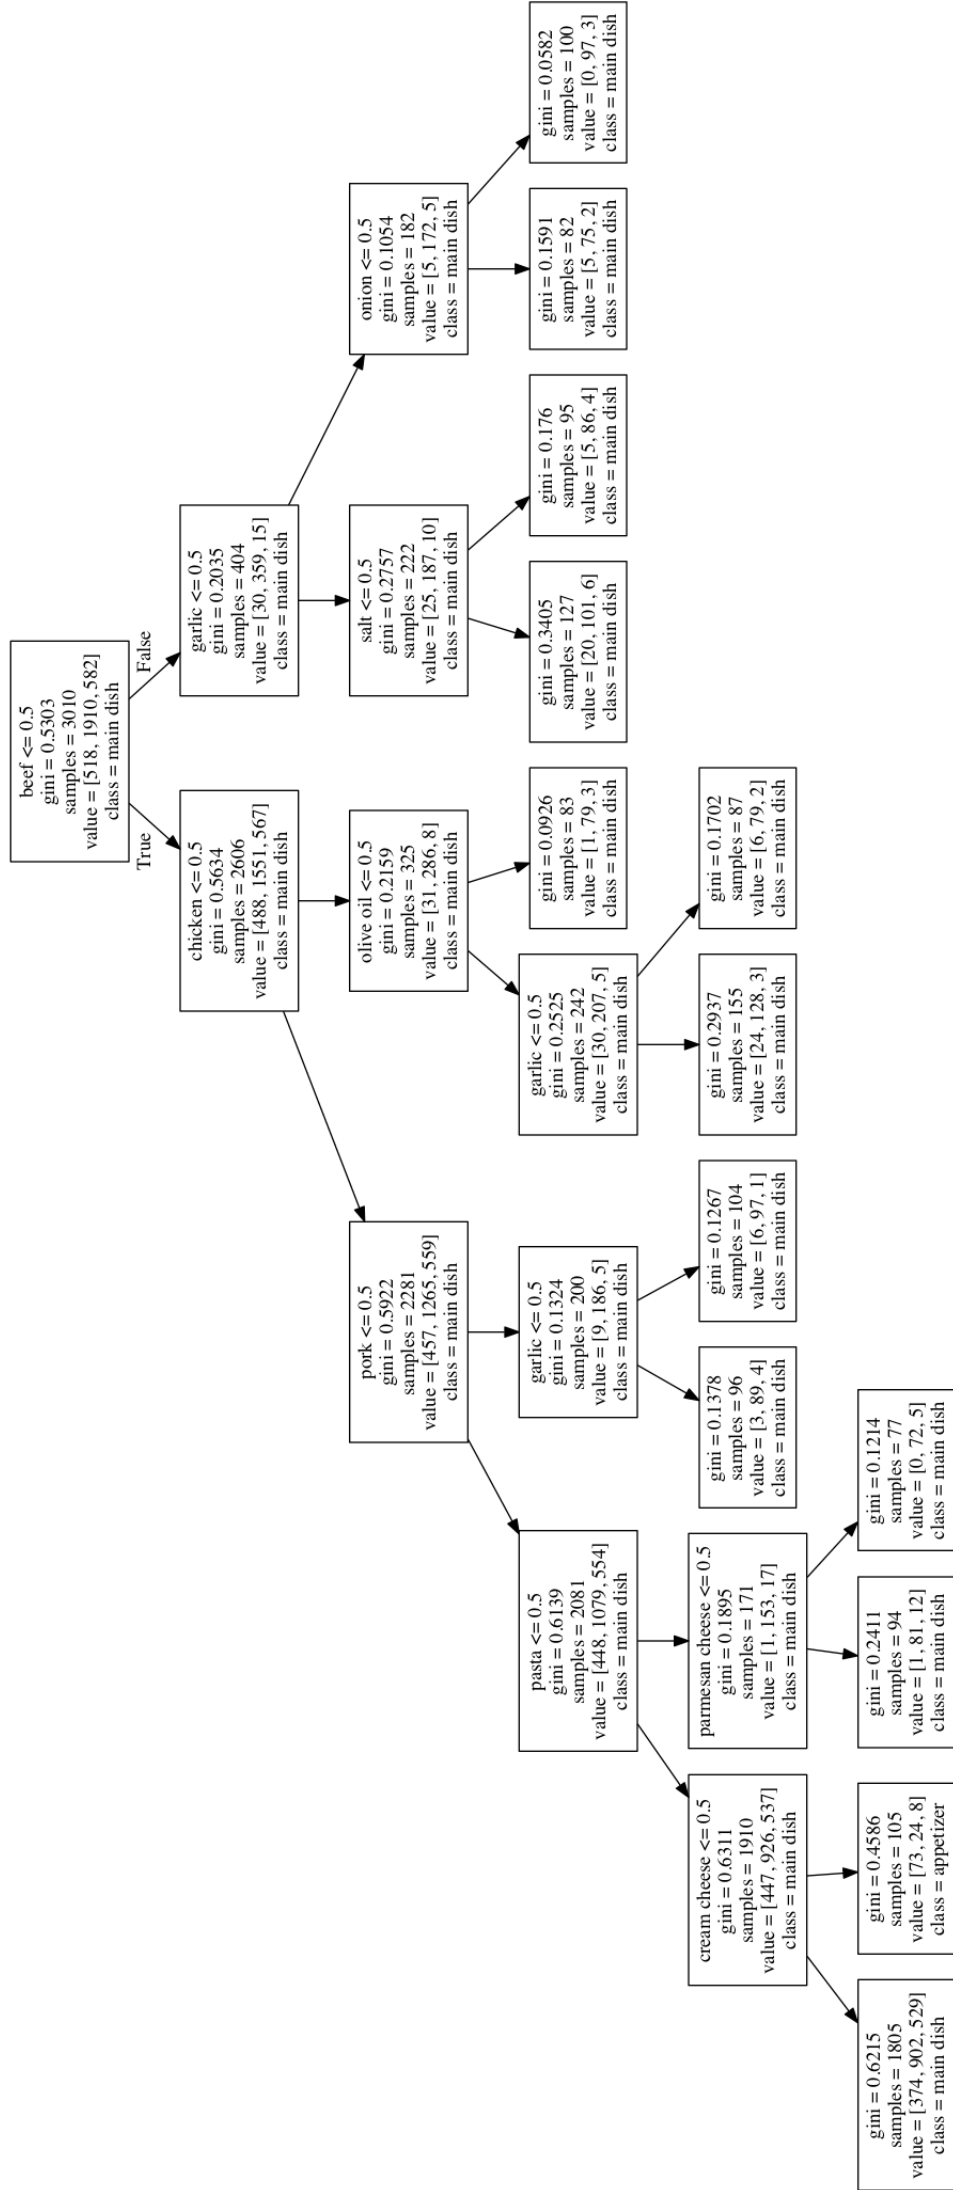 beef <= 0.5
gini = 0.5303
samples = 3010
value = [518, 1910, 582]
class = main dish
True
False
chicken <= 0.5
gini = 0.5634
samples = 2606
value = [488, 1551, 567]
class = main dish
garlic <= 0.5
gini = 0.2035
samples = 404
value = [30, 359, 15]
class = main dish
pork <= 0.5
gini = 0.5922
samples = 2281
value = [457, 1265, 559]
class = main dish
olive oil <= 0.5
gini = 0.2159
samples = 325
value = [31, 286, 8]
class = main dish
salt <= 0.5
gini = 0.2757
samples = 222
value = [25, 187, 10]
class = main dish
onion <= 0.5
gini = 0.1054
samples = 182
value = [5, 172, 5]
class = main dish
pasta <= 0.5
gini = 0.6139
samples = 2081
value = [448, 1079, 554]
class = main dish
garlic <= 0.5
gini = 0.1324
samples = 200
value = [9, 186, 5]
class = main dish
garlic <= 0.5
gini = 0.2525
samples = 242
value = [30, 207, 5]
class = main dish
gini = 0.0926
samples = 83
value = [1, 79, 3]
class = main dish
gini = 0.3405
samples = 127
value = [20, 101, 6]
class = main dish
gini = 0.176
samples = 95
value = [5, 86, 4]
class = main dish
gini = 0.1591
samples = 82
value = [5, 75, 2]
class = main dish
gini = 0.0582
samples = 100
value = [0, 97, 3]
class = main dish
cream cheese <= 0.5
gini = 0.6311
samples = 1910
value = [447, 926, 537]
class = main dish
parmesan cheese <= 0.5
gini = 0.1895
samples = 171
value = [1, 153, 17]
class = main dish
gini = 0.1378
samples = 96
value = [3, 89, 4]
class = main dish
gini = 0.1267
samples = 104
value = [6, 97, 1]
class = main dish
gini = 0.2937
samples = 155
value = [24, 128, 3]
class = main dish
gini = 0.1702
samples = 87
value = [6, 79, 2]
class = main dish
gini = 0.6215
samples = 1805
value = [374, 902, 529]
class = main dish
gini = 0.4586
samples = 105
value = [73, 24, 8]
class = appetizer
gini = 0.2411
samples = 94
value = [1, 81, 12]
class = main dish
gini = 0.1214
samples = 77
value = [0, 72, 5]
class = main dish